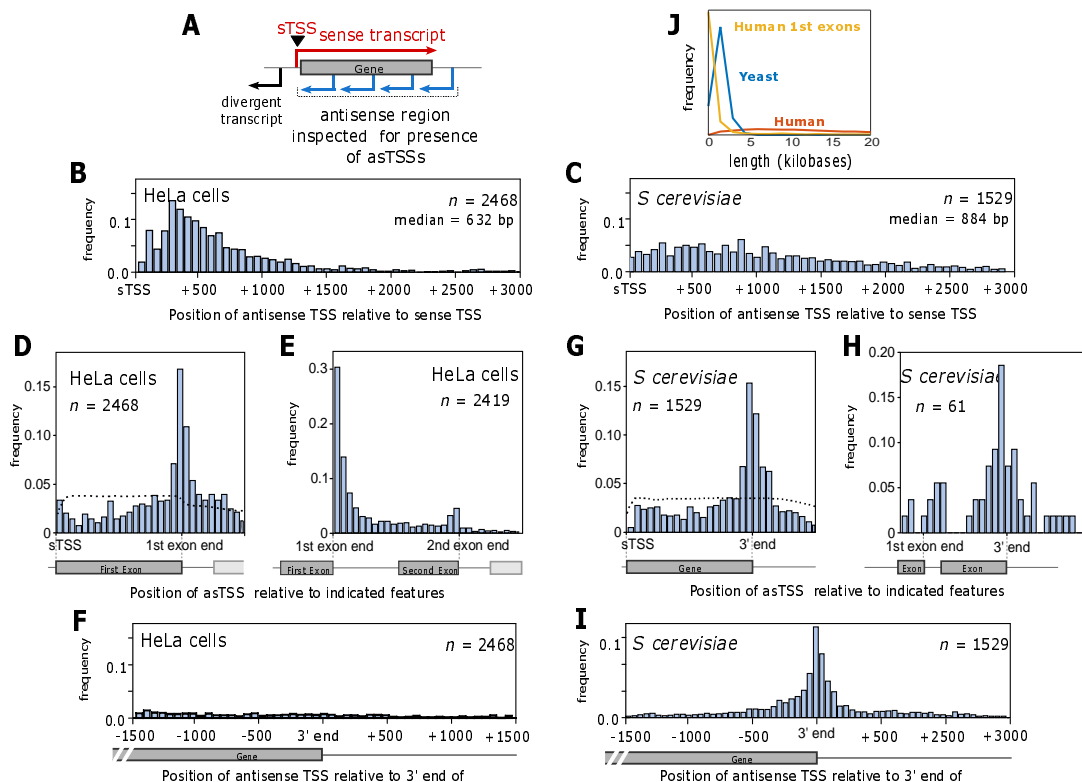 A
sTSS
sense transcript
Gene
divergent
transcript
antisense region
inspected for presence
of asTSSs
J
frequency
Human 1st exons
Yeast
Human
0 5 10 15 20
length (kilobases)
B
HeLa cells
n = 2468
median = 632 bp
frequency
0.1
0.0
sTSS +500 +1000 +1500 +2000 +2500 +3000
Position of antisense TSS relative to sense TSS
C
S cerevisiae
n = 1529
median = 884 bp
frequency
0.1
0.0
sTSS +500 +1000 +1500 +2000 +2500 +3000
Position of antisense TSS relative to sense TSS
D
HeLa cells
n = 2468
frequency
0.15
0.10
0.05
0
sTSS 1st exon end
First Exon
E
HeLa cells
n = 2419
frequency
0.3
0.2
0.1
0
1st exon end 2nd exon end
First Exon Second Exon
Position of asTSS relative to indicated features
G
S cerevisiae
n = 1529
frequency
0.15
0.10
0.05
0
sTSS 3' end
Gene
H
S cerevisiae
n = 61
frequency
0.20
0.15
0.10
0.05
0
1st exon end 3' end
Exon Exon
Position of asTSS relative to indicated features
F
HeLa cells
n = 2468
frequency
0.1
0.0
-1500 -1000 -500 3' end +500 +1000 +1500
Gene
Position of antisense TSS relative to 3' end of
I
S cerevisiae
n = 1529
frequency
0.1
0.0
-1500 -1000 -500 3' end +500 +2500 +3000
Gene
Position of antisense TSS relative to 3' end of